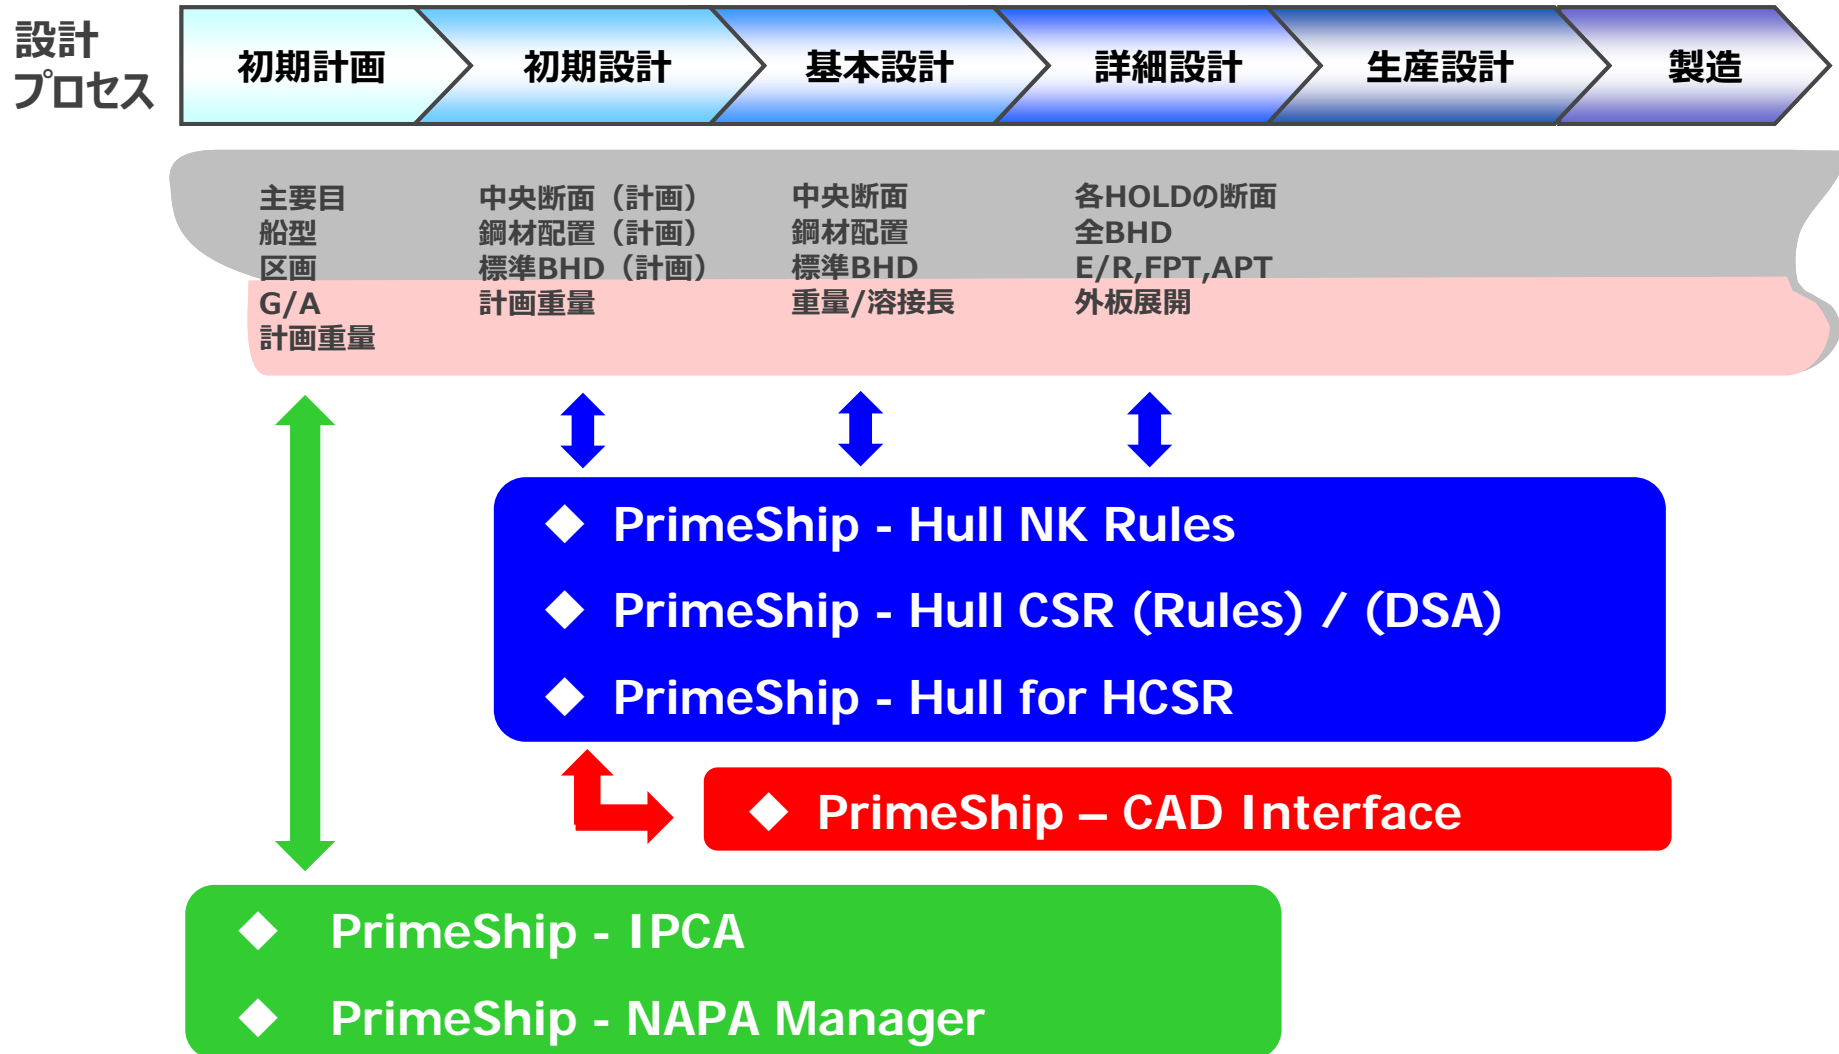 設計
プロセス
初期計画
初期設計
基本設計
詳細設計
生産設計
製造
主要目
船型
区画
G/A
計画重量
中央断面（計画）
鋼材配置（計画）
標準BHD（計画）
計画重量
中央断面
鋼材配置
標準BHD
重量/溶接長
各HOLDの断面
全BHD
E/R,FPT,APT
外板展開
◆ PrimeShip - Hull NK Rules
◆ PrimeShip - Hull CSR (Rules) / (DSA)
◆ PrimeShip - Hull for HCSR
◆ PrimeShip – CAD Interface
◆ PrimeShip - IPCA
◆ PrimeShip - NAPA Manager